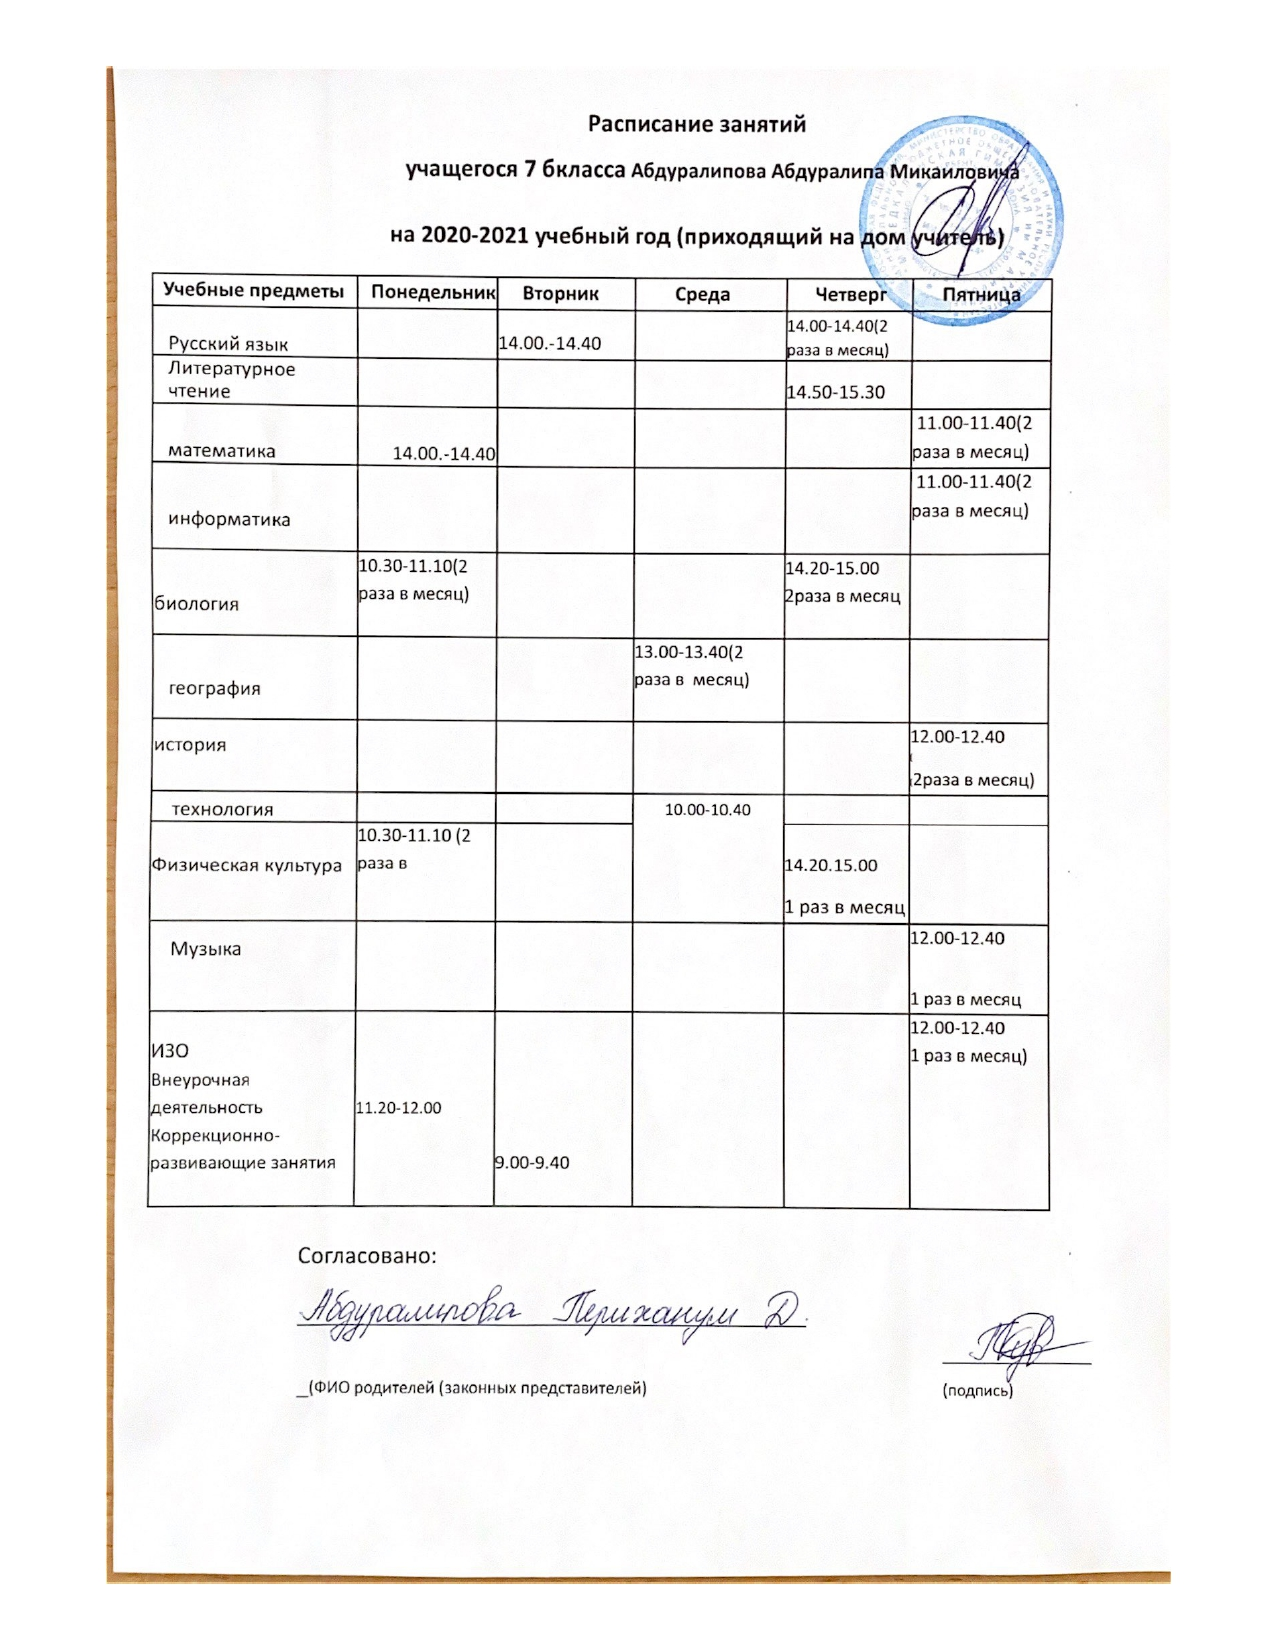 Расписание занятий
учащегося 7 бкласса Абдуралипова Абдуралипа Микаиловича
на 2020-2021 учебный год (приходящий на дом учитель)
Учебные предметы Понедельник Вторник Среда Четверг Пятница
Русский язык 14.00.-14.40 14.00-14.40(2 раза в месяц)
Литературное
чтение 14.50-15.30
математика 14.00.-14.40 11.00-11.40(2 раза в месяц)
информатика 11.00-11.40(2 раза в месяц)
биология 10.30-11.10(2 раза в месяц) 14.20-15.00 2раза в месяц
география 13.00-13.40(2 раза в месяц)
история 12.00-12.40
(2раза в месяц)
технология 10.00-10.40
Физическая культура 10.30-11.10 (2 раза в 14.20.15.00
1 раз в месяц
Музыка 12.00-12.40
1 раз в месяц
12.00-12.40
ИЗО 1 раз в месяц)
Внеурочная
деятельность 11.20-12.00
Коррекционно-
развивающие занятия 9.00-9.40
Согласовано:
Абдуралипова Периханум Д.
_(ФИО родителей (законных представителей) (подпись)